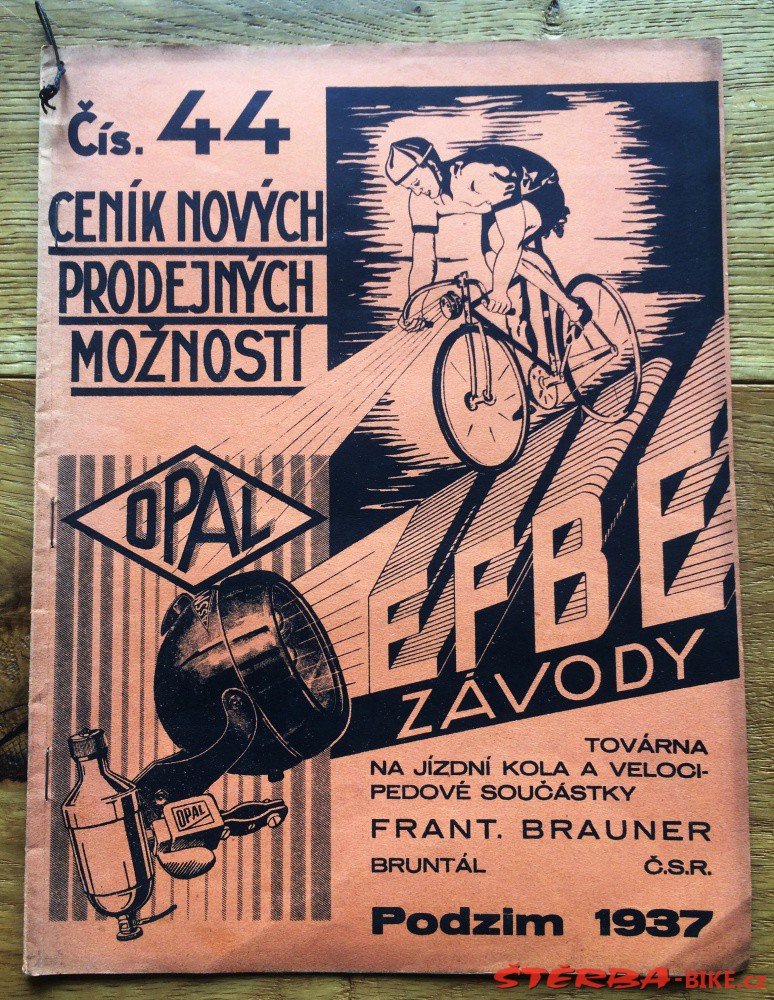 Čís. 44
CENÍK NOVÝCH
PRODEJNÝCH
MOŽNOSTÍ
OPAL
EFBE
ZÁVODY
OPAL
TOVÁRNA
NA JÍZDNÍ KOLA A VELOCI-
PEDOVÉ SOUČÁSTKY
FRANT. BRAUNER
BRUNTÁL Č.S.R.
Podzim 1937
ŠTĚRBA-BIKE.cz